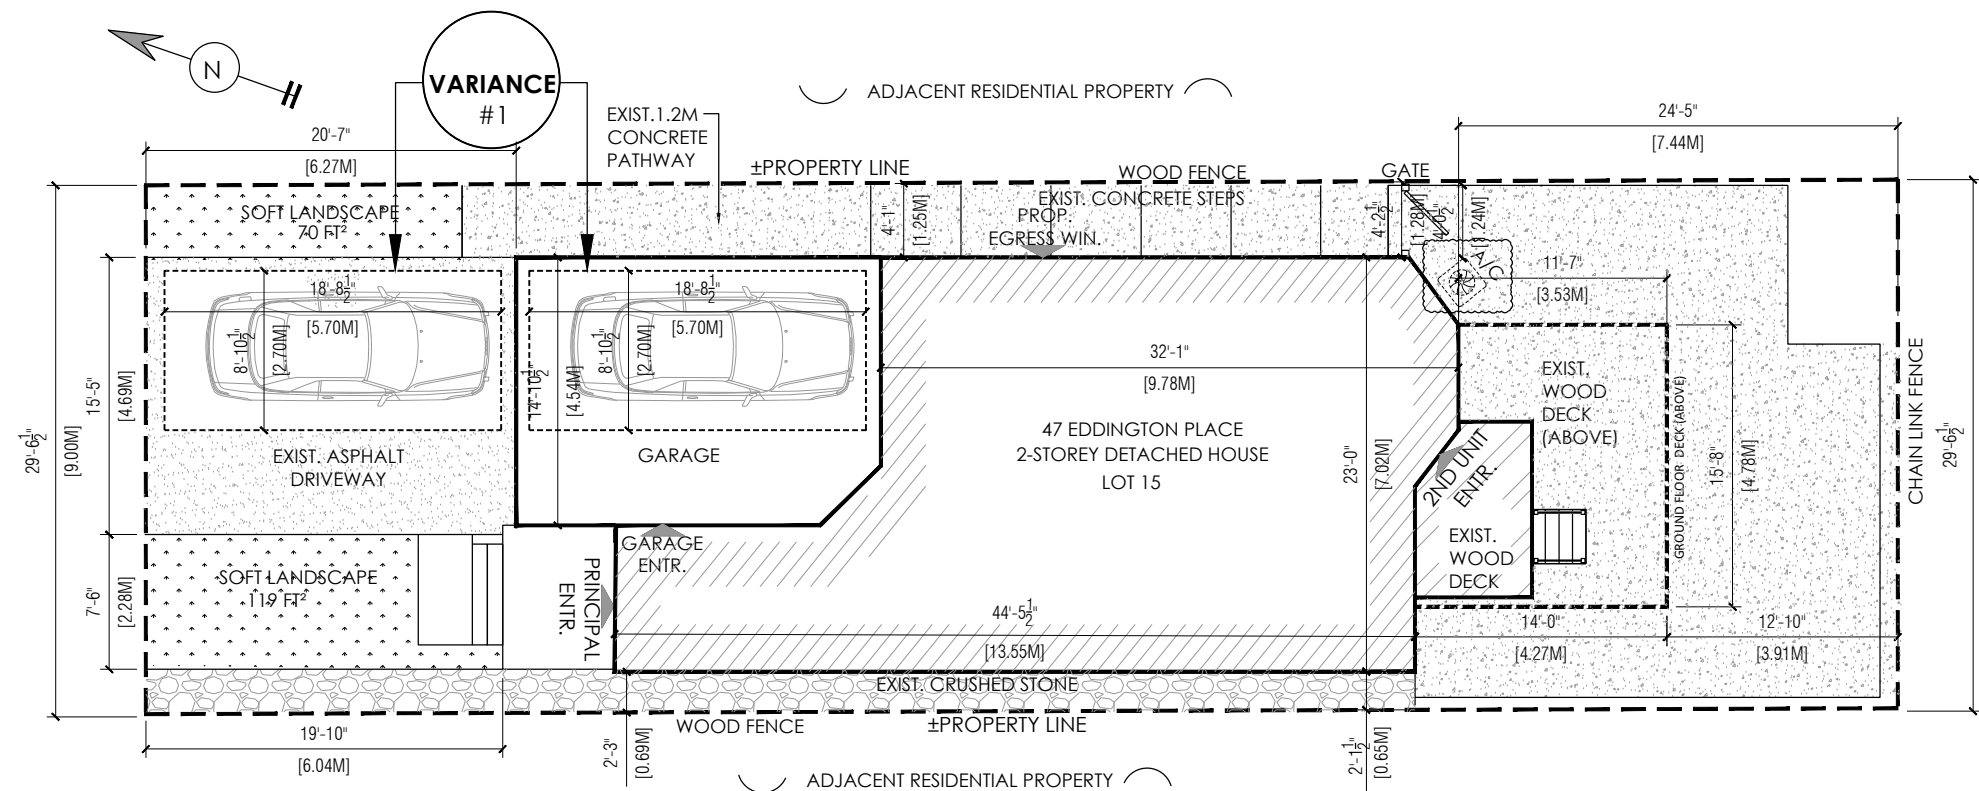 N
VARIANCE
#1
ADJACENT RESIDENTIAL PROPERTY
24'-5"
[7.44M]
20'-7"
[6.27M]
EXIST.1.2M
CONCRETE
PATHWAY
±PROPERTY LINE
WOOD FENCE
GATE
SOFT LANDSCAPE
70 FT²
EXIST. CONCRETE STEPS
PROP.
EGRESS WIN.
4'-1"
[1.25M]
4'-2½"
[1.28M]
4'-0½"
[1.24M]
A/C
11'-7"
[3.53M]
18'-8½"
[5.70M]
8'-10½"
[2.70M]
18'-8½"
[5.70M]
8'-10½"
[2.70M]
14'-10½"
[4.54M]
32'-1"
[9.78M]
EXIST.
WOOD
DECK
(ABOVE)
GROUND FLOOR DECK (ABOVE)
15'-8"
[4.78M]
CHAIN LINK FENCE
29'-6½"
29'-6½"
[9.00M]
15'-5"
[4.69M]
EXIST. ASPHALT
DRIVEWAY
GARAGE
47 EDDINGTON PLACE
2-STOREY DETACHED HOUSE
LOT 15
23'-0"
[7.02M]
2ND UNIT
ENTR.
EXIST.
WOOD
DECK
GARAGE
ENTR.
PRINCIPAL
ENTR.
7'-6"
[2.28M]
SOFT LANDSCAPE
119 FT²
44'-5½"
[13.55M]
14'-0"
[4.27M]
12'-10"
[3.91M]
EXIST. CRUSHED STONE
WOOD FENCE
±PROPERTY LINE
19'-10"
[6.04M]
2'-3"
[0.69M]
2'-1½"
[0.65M]
ADJACENT RESIDENTIAL PROPERTY